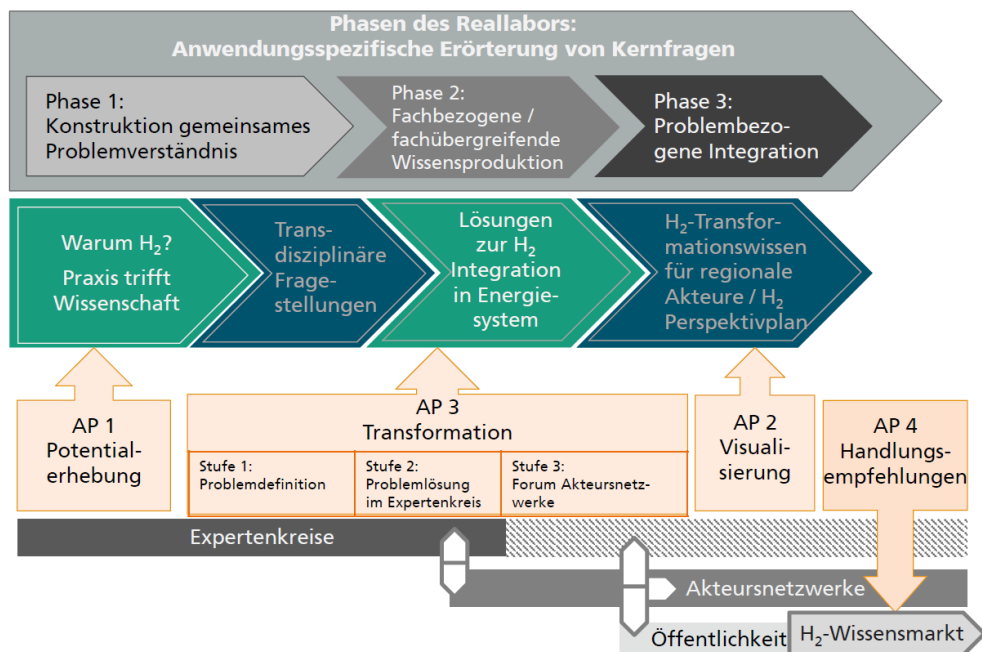 Phasen des Reallabors:
Anwendungsspezifische Erörterung von Kernfragen
Phase 1:
Konstruktion gemeinsames
Problemverständnis
Phase 2:
Fachbezogene /
fachübergreifende
Wissensproduktion
Phase 3:
Problembezo-
gene Integration
Warum H₂?
Praxis trifft
Wissenschaft
Trans-
disziplinäre
Frage-
stellungen
Lösungen
zur H₂
Integration
in Energie-
system
H₂-Transfor-
mationswissen
für regionale
Akteure / H₂
Perspektivplan
AP 1
Potential-
erhebung
AP 3
Transformation
Stufe 1:
Problemdefinition
Stufe 2:
Problemlösung
im Expertenkreis
Stufe 3:
Forum Akteursnetz-
werke
AP 2
Visuali-
sierung
AP 4
Handlungs-
empfehlungen
Expertenkreise
Akteursnetzwerke
Öffentlichkeit
H₂-Wissensmarkt